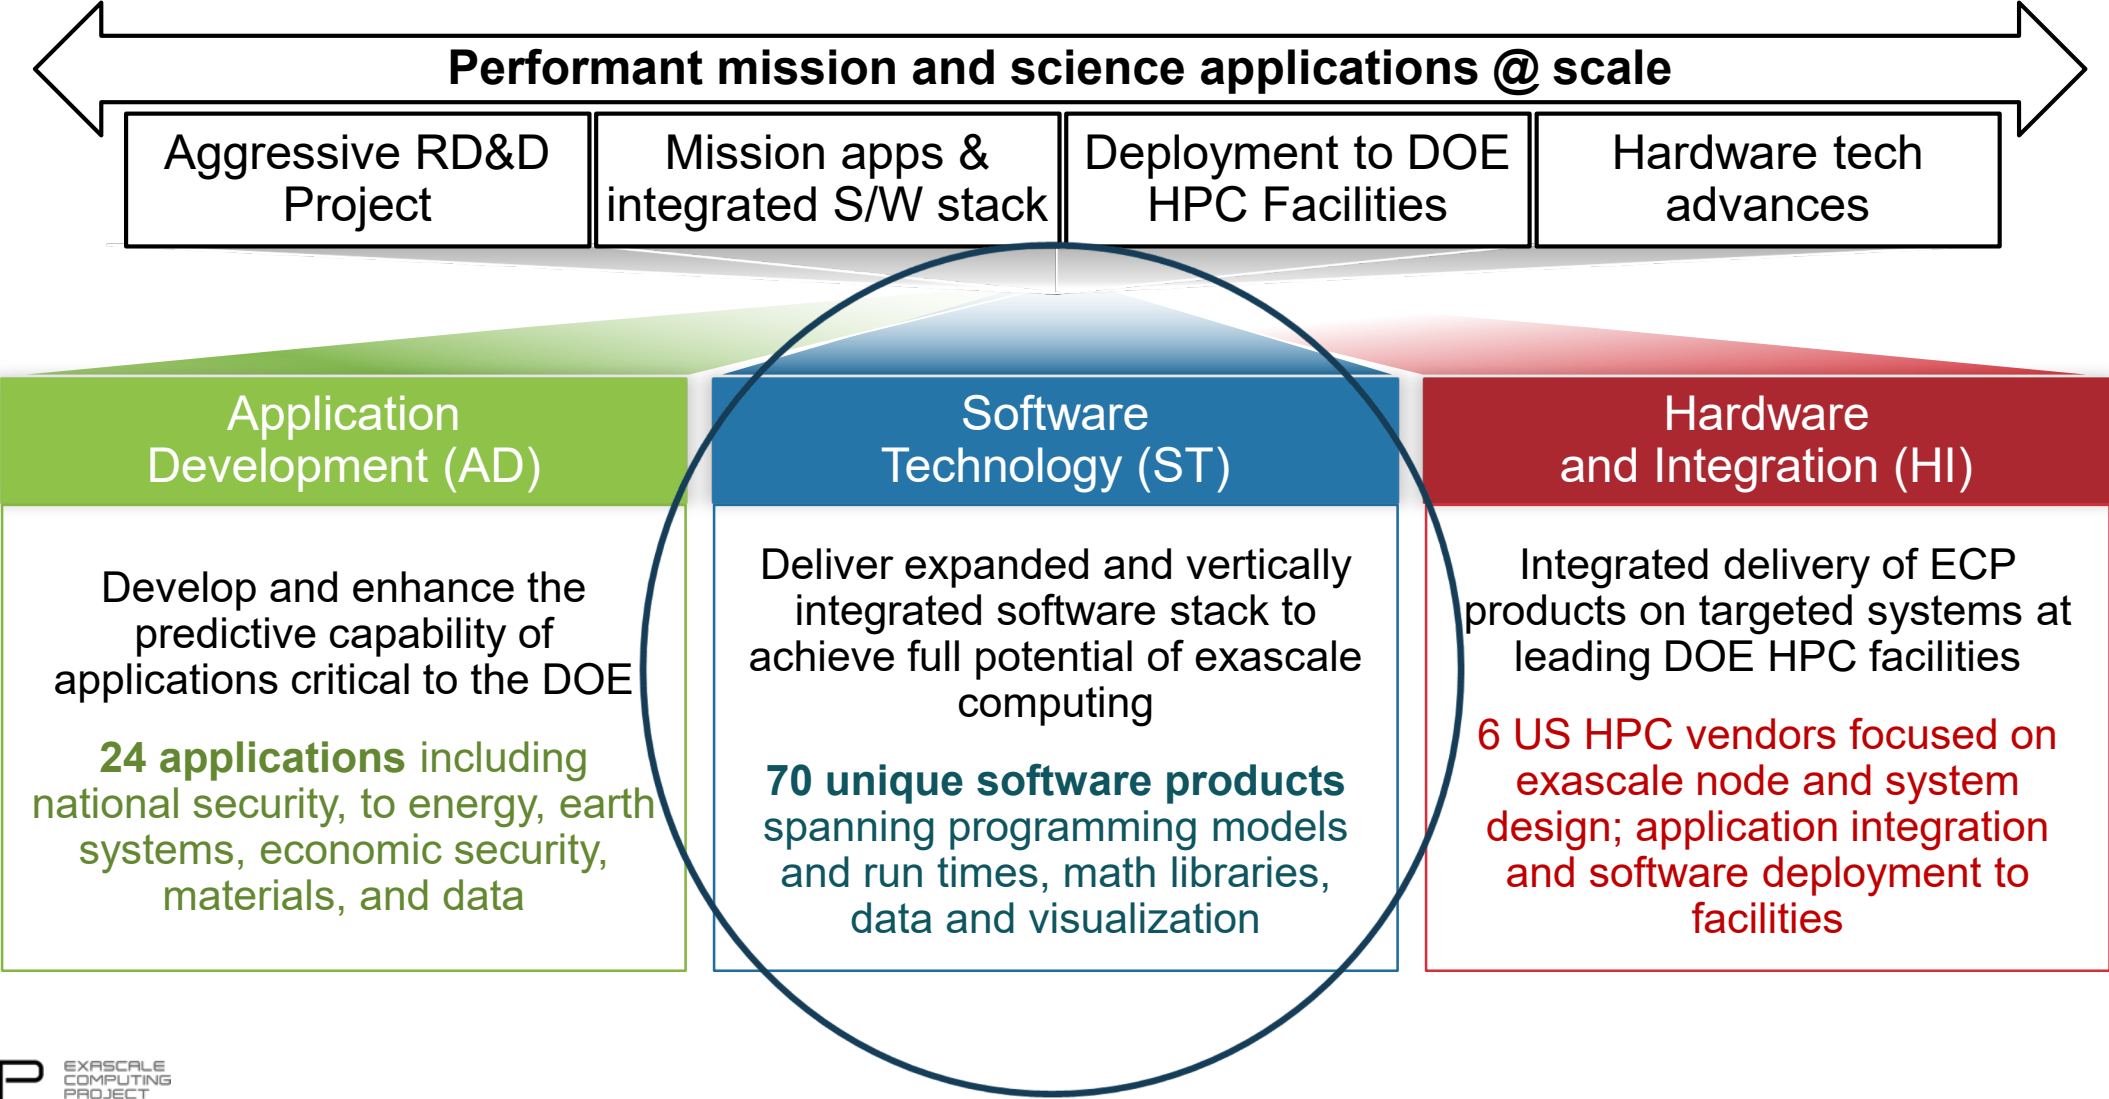 Performant mission and science applications @ scale
Aggressive RD&D
Project
Mission apps &
integrated S/W stack
Deployment to DOE
HPC Facilities
Hardware tech
advances
Application
Development (AD)
Develop and enhance the
predictive capability of
applications critical to the DOE
24 applications including
national security, to energy, earth
systems, economic security,
materials, and data
Software
Technology (ST)
Deliver expanded and vertically
integrated software stack to
achieve full potential of exascale
computing
70 unique software products
spanning programming models
and run times, math libraries,
data and visualization
Hardware
and Integration (HI)
Integrated delivery of ECP
products on targeted systems at
leading DOE HPC facilities
6 US HPC vendors focused on
exascale node and system
design; application integration
and software deployment to
facilities
P
EXASCALE
COMPUTING
PROJECT